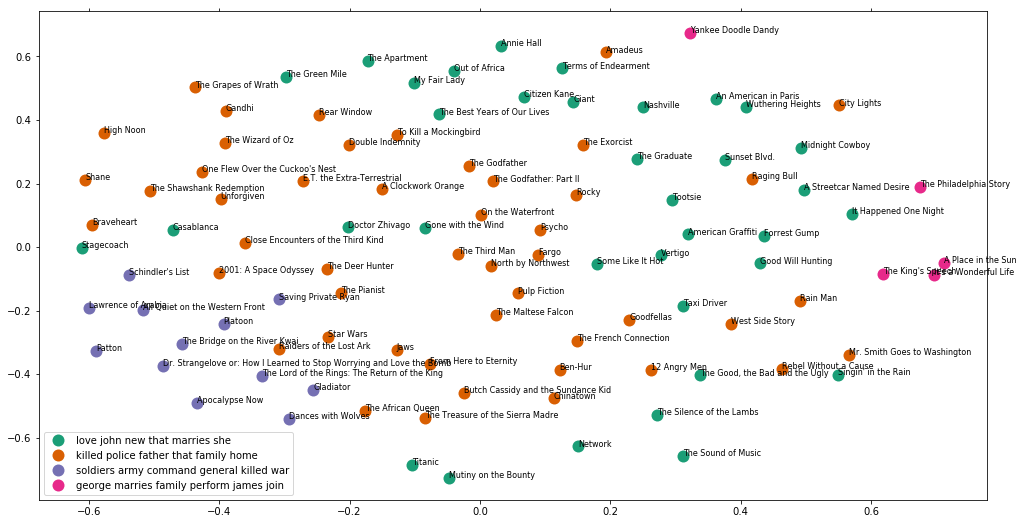 Yankee Doodle Dandy
Annie Hall
Amadeus
The Apartment
Out of Africa
Terms of Endearment
The Green Mile
My Fair Lady
The Grapes of Wrath
Citizen Kane
Giant
An American in Paris
Nashville
Wuthering Heights
City Lights
Gandhi
Rear Window
The Best Years of Our Lives
High Noon
To Kill a Mockingbird
The Wizard of Oz
Double Indemnity
The Exorcist
Midnight Cowboy
The Graduate
Sunset Blvd.
One Flew Over the Cuckoo's Nest
The Godfather
Shane
E.T. the Extra-Terrestrial
The Godfather: Part II
Raging Bull
The Shawshank Redemption
A Clockwork Orange
The Philadelphia Story
Unforgiven
Rocky
Tootsie
A Streetcar Named Desire
On the Waterfront
It Happened One Night
Braveheart
Casablanca
Doctor Zhivago
Gone with the Wind
Psycho
American Graffiti
Forrest Gump
Stagecoach
Close Encounters of the Third Kind
The Third Man
Fargo
Vertigo
North by Northwest
Some Like It Hot
Good Will Hunting
A Place in the Sun
Schindler's List
2001: A Space Odyssey
The Deer Hunter
The King's Speech
It's a Wonderful Life
The Pianist
Pulp Fiction
Saving Private Ryan
Rain Man
Lawrence of Arabia
All Quiet on the Western Front
Taxi Driver
The Maltese Falcon
Platoon
Goodfellas
West Side Story
Star Wars
The French Connection
The Bridge on the River Kwai
Patton
Raiders of the Lost Ark
Jaws
Mr. Smith Goes to Washington
Dr. Strangelove or: How I Learned to Stop Worrying and Love the Bomb
From Here to Eternity
Ben-Hur
12 Angry Men
Rebel Without a Cause
The Lord of the Rings: The Return of the King
The Good, the Bad and the Ugly
Singin' in the Rain
Gladiator
Butch Cassidy and the Sundance Kid
Chinatown
Apocalypse Now
The African Queen
Dances with Wolves
The Treasure of the Sierra Madre
The Silence of the Lambs
Network
The Sound of Music
Titanic
Mutiny on the Bounty
love john new that marries she
killed police father that family home
soldiers army command general killed war
george marries family perform james join
0.6
0.4
0.2
0.0
−0.2
−0.4
−0.6
−0.6
−0.4
−0.2
0.0
0.2
0.4
0.6